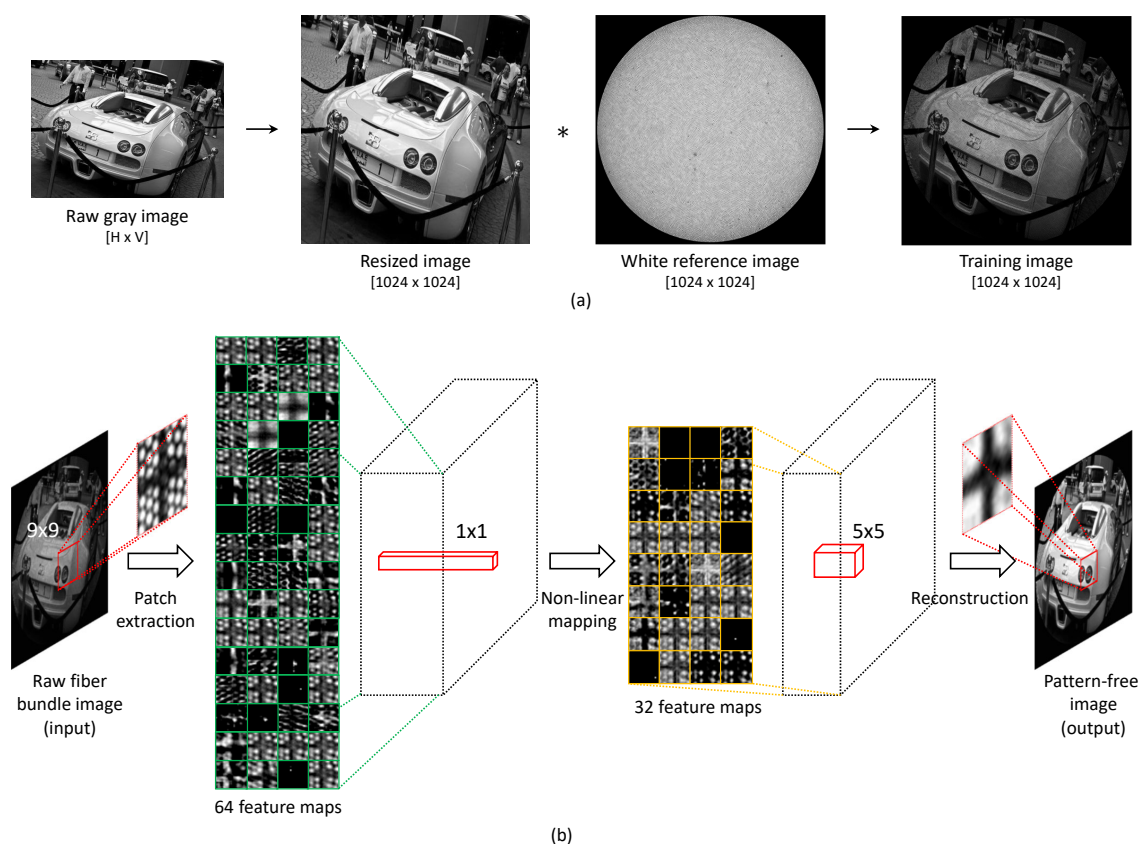 Raw gray image
[H x V]
*
Resized image
[1024 x 1024]
White reference image
[1024 x 1024]
Training image
[1024 x 1024]
(a)
9x9
1x1
5x5
Patch
extraction
Non-linear
mapping
Reconstruction
Raw fiber
bundle image
(input)
64 feature maps
32 feature maps
Pattern-free
image
(output)
(b)